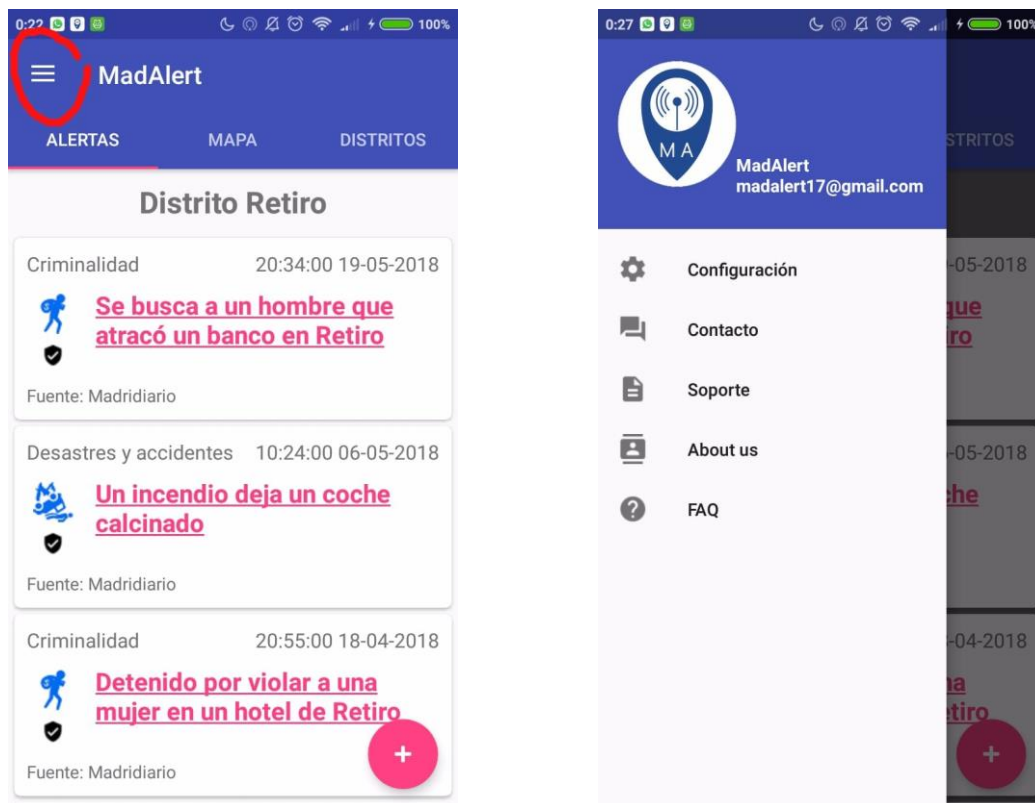 0:22 100%
MadAlert
ALERTAS MAPA DISTRITOS
Distrito Retiro
Criminalidad 20:34:00 19-05-2018
Se busca a un hombre que
atracó un banco en Retiro
Fuente: Madridiario
Desastres y accidentes 10:24:00 06-05-2018
Un incendio deja un coche
calcinado
Fuente: Madridiario
Criminalidad 20:55:00 18-04-2018
Detenido por violar a una
mujer en un hotel de Retiro
Fuente: Madridiario
+
0:27 100%
M A
MadAlert
madalert17@gmail.com
STRITOS
Configuración
Contacto
Soporte
About us
FAQ
-05-2018
que
iro
-05-2018
che
-04-2018
na
etiro
+